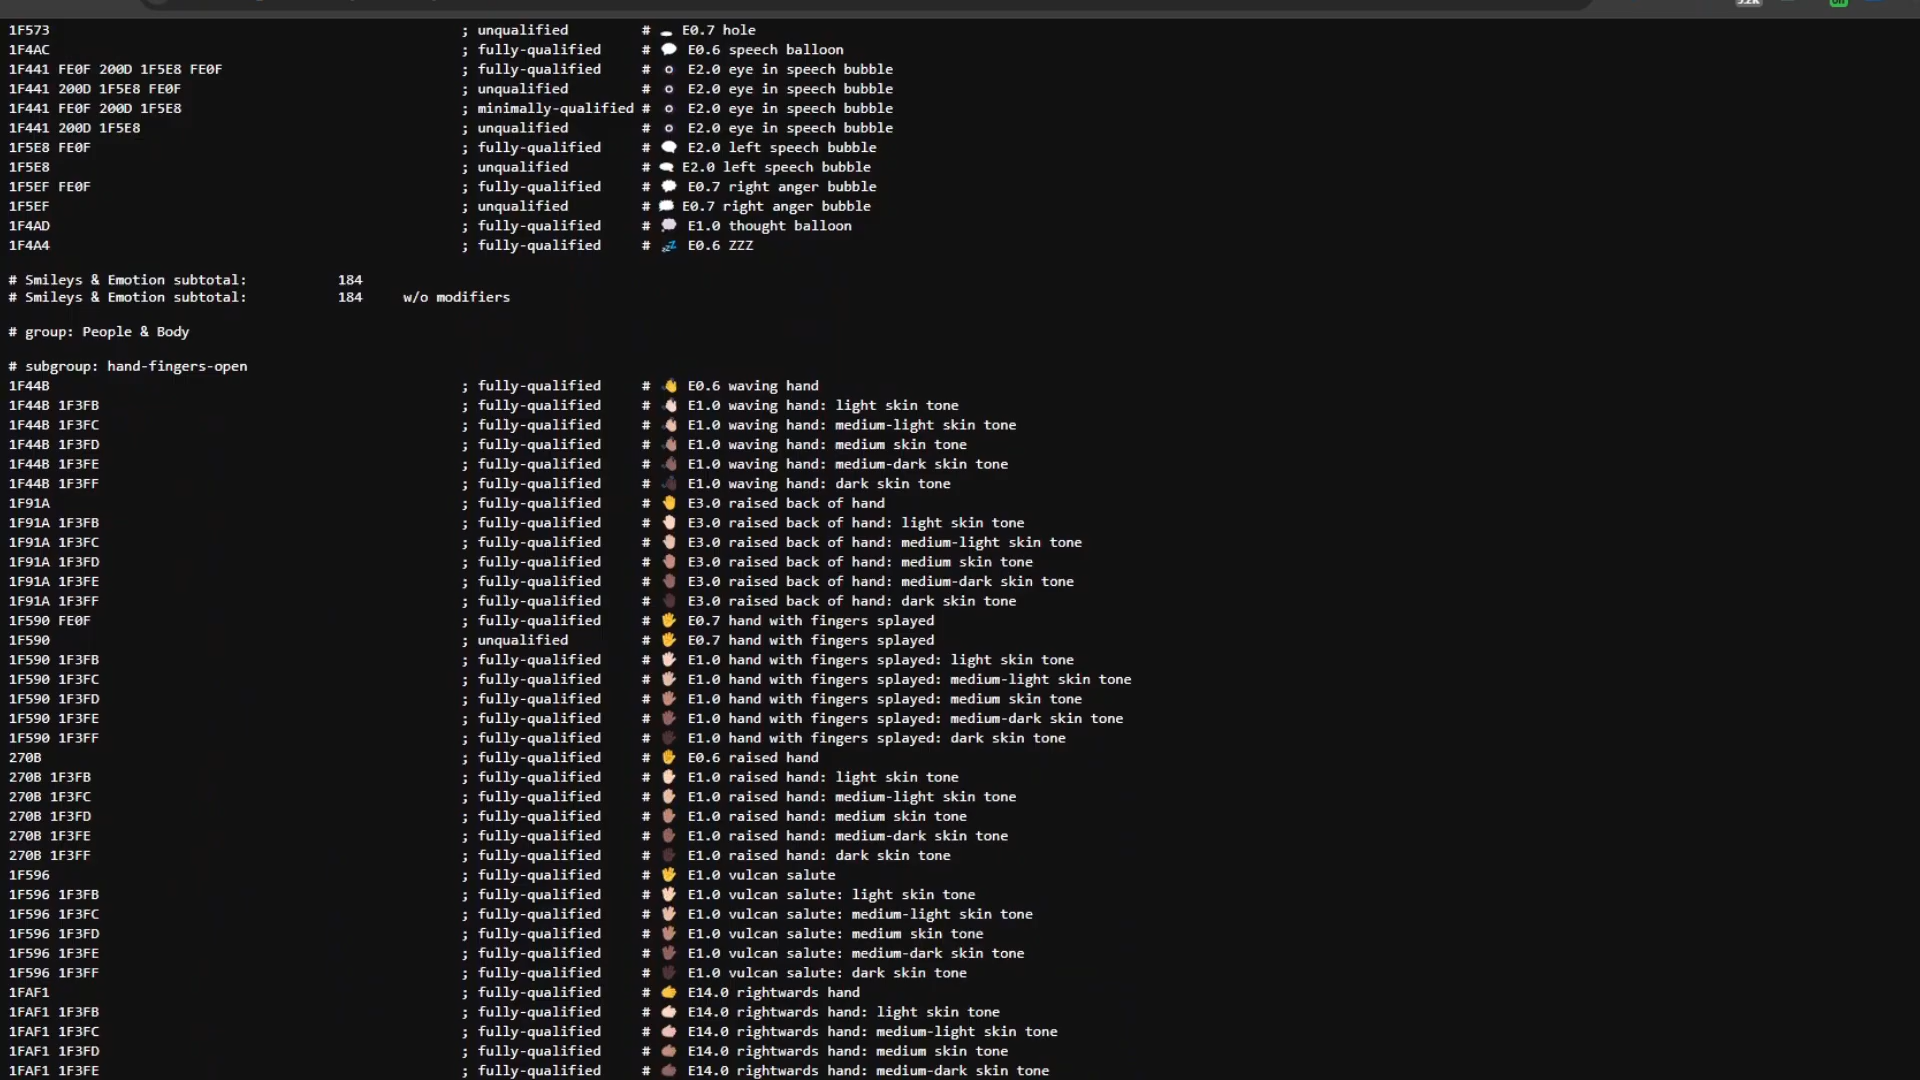 1F573 ; unqualified # 🕳 E0.7 hole
1F4AC ; fully-qualified # 💬 E0.6 speech balloon
1F441 FE0F 200D 1F5E8 FE0F ; fully-qualified # 👁️‍🗨️ E2.0 eye in speech bubble
1F441 200D 1F5E8 FE0F ; unqualified # 👁‍🗨️ E2.0 eye in speech bubble
1F441 FE0F 200D 1F5E8 ; minimally-qualified # 👁️‍🗨 E2.0 eye in speech bubble
1F441 200D 1F5E8 ; unqualified # 👁‍🗨 E2.0 eye in speech bubble
1F5E8 FE0F ; fully-qualified # 🗨️ E2.0 left speech bubble
1F5E8 ; unqualified # 🗨 E2.0 left speech bubble
1F5EF FE0F ; fully-qualified # 🗯️ E0.7 right anger bubble
1F5EF ; unqualified # 🗯 E0.7 right anger bubble
1F4AD ; fully-qualified # 💭 E1.0 thought balloon
1F4A4 ; fully-qualified # 💤 E0.6 ZZZ
# Smileys & Emotion subtotal: 184
# Smileys & Emotion subtotal: 184 w/o modifiers
# group: People & Body
# subgroup: hand-fingers-open
1F44B ; fully-qualified # 👋 E0.6 waving hand
1F44B 1F3FB ; fully-qualified # 👋🏻 E1.0 waving hand: light skin tone
1F44B 1F3FC ; fully-qualified # 👋🏼 E1.0 waving hand: medium-light skin tone
1F44B 1F3FD ; fully-qualified # 👋🏽 E1.0 waving hand: medium skin tone
1F44B 1F3FE ; fully-qualified # 👋🏾 E1.0 waving hand: medium-dark skin tone
1F44B 1F3FF ; fully-qualified # 👋🏿 E1.0 waving hand: dark skin tone
1F91A ; fully-qualified # 🤚 E3.0 raised back of hand
1F91A 1F3FB ; fully-qualified # 🤚🏻 E3.0 raised back of hand: light skin tone
1F91A 1F3FC ; fully-qualified # 🤚🏼 E3.0 raised back of hand: medium-light skin tone
1F91A 1F3FD ; fully-qualified # 🤚🏽 E3.0 raised back of hand: medium skin tone
1F91A 1F3FE ; fully-qualified # 🤚🏾 E3.0 raised back of hand: medium-dark skin tone
1F91A 1F3FF ; fully-qualified # 🤚🏿 E3.0 raised back of hand: dark skin tone
1F590 FE0F ; fully-qualified # 🖐️ E0.7 hand with fingers splayed
1F590 ; unqualified # 🖐 E0.7 hand with fingers splayed
1F590 1F3FB ; fully-qualified # 🖐🏻 E1.0 hand with fingers splayed: light skin tone
1F590 1F3FC ; fully-qualified # 🖐🏼 E1.0 hand with fingers splayed: medium-light skin tone
1F590 1F3FD ; fully-qualified # 🖐🏽 E1.0 hand with fingers splayed: medium skin tone
1F590 1F3FE ; fully-qualified # 🖐🏾 E1.0 hand with fingers splayed: medium-dark skin tone
1F590 1F3FF ; fully-qualified # 🖐🏿 E1.0 hand with fingers splayed: dark skin tone
270B ; fully-qualified # ✋ E0.6 raised hand
270B 1F3FB ; fully-qualified # ✋🏻 E1.0 raised hand: light skin tone
270B 1F3FC ; fully-qualified # ✋🏼 E1.0 raised hand: medium-light skin tone
270B 1F3FD ; fully-qualified # ✋🏽 E1.0 raised hand: medium skin tone
270B 1F3FE ; fully-qualified # ✋🏾 E1.0 raised hand: medium-dark skin tone
270B 1F3FF ; fully-qualified # ✋🏿 E1.0 raised hand: dark skin tone
1F596 ; fully-qualified # 🖖 E1.0 vulcan salute
1F596 1F3FB ; fully-qualified # 🖖🏻 E1.0 vulcan salute: light skin tone
1F596 1F3FC ; fully-qualified # 🖖🏼 E1.0 vulcan salute: medium-light skin tone
1F596 1F3FD ; fully-qualified # 🖖🏽 E1.0 vulcan salute: medium skin tone
1F596 1F3FE ; fully-qualified # 🖖🏾 E1.0 vulcan salute: medium-dark skin tone
1F596 1F3FF ; fully-qualified # 🖖🏿 E1.0 vulcan salute: dark skin tone
1FAF1 ; fully-qualified # 🫱 E14.0 rightwards hand
1FAF1 1F3FB ; fully-qualified # 🫱🏻 E14.0 rightwards hand: light skin tone
1FAF1 1F3FC ; fully-qualified # 🫱🏼 E14.0 rightwards hand: medium-light skin tone
1FAF1 1F3FD ; fully-qualified # 🫱🏽 E14.0 rightwards hand: medium skin tone
1FAF1 1F3FE ; fully-qualified # 🫱🏾 E14.0 rightwards hand: medium-dark skin tone